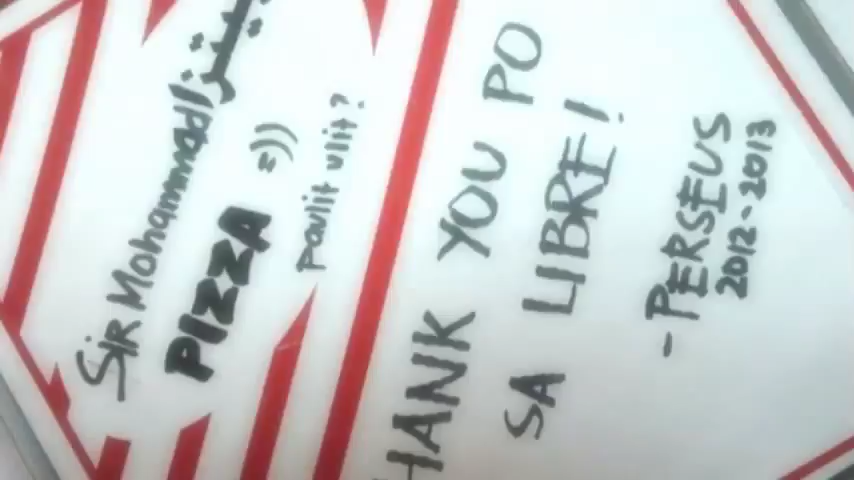 Sir Mohammad
PIZZA =))
Paulit ulit?
HANK YOU PO
SA LIBRE!
- PERSEUS
2012-2013